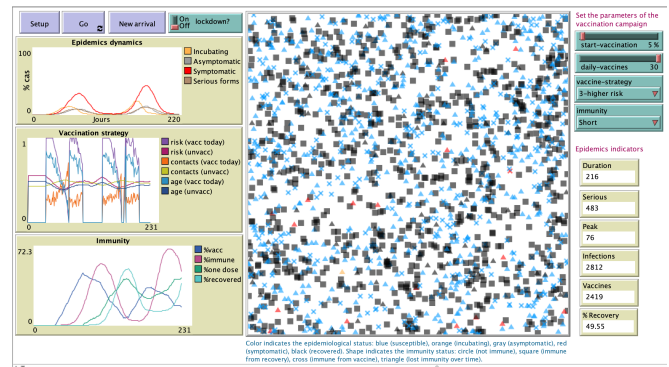 Setup
Go
New arrival
On
Off
lockdown?
Epidemics dynamics
100
% cas
0
0
Jours
220
Incubating
Asymptomatic
Symptomatic
Serious forms
Vaccination strategy
1
0
0
231
risk (vacc today)
risk (unvacc)
contacts (vacc today)
contacts (unvacc)
age (vacc today)
age (unvacc)
Immunity
72.3
0
0
231
%vacc
%immune
%one dose
%recovered
Color indicates the epidemiological status: blue (susceptible), orange (incubating), gray (asymptomatic), red
(symptomatic), black (recovered). Shape indicates the immunity status: circle (not immune), square (immune
from recovery), cross (immune from vaccine), triangle (lost immunity over time).
Set the parameters of the
vaccination campaign
start-vaccination 5 %
daily-vaccines 30
vaccine-strategy
3-higher risk
immunity
Short
Epidemics indicators
Duration
216
Serious
483
Peak
76
Infections
2812
Vaccines
2419
% Recovery
49.55